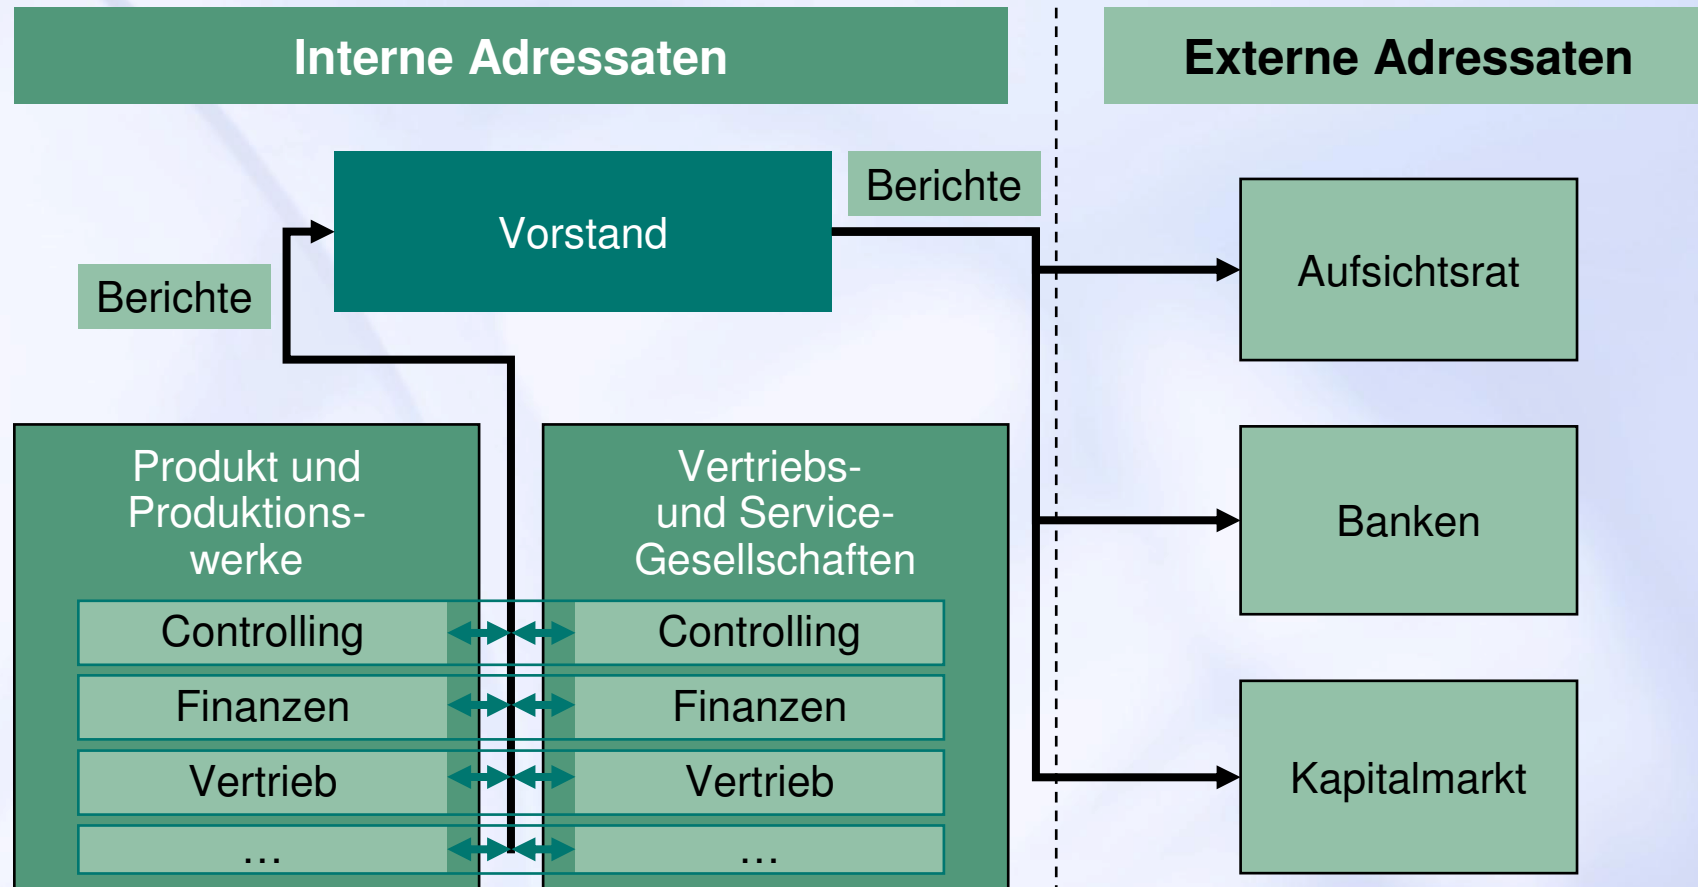 Interne Adressaten
Externe Adressaten
Berichte
Vorstand
Berichte
Aufsichtsrat
Banken
Kapitalmarkt
Produkt und
Produktions-
werke
Controlling
Finanzen
Vertrieb
...
Vertriebs-
und Service-
Gesellschaften
Controlling
Finanzen
Vertrieb
...